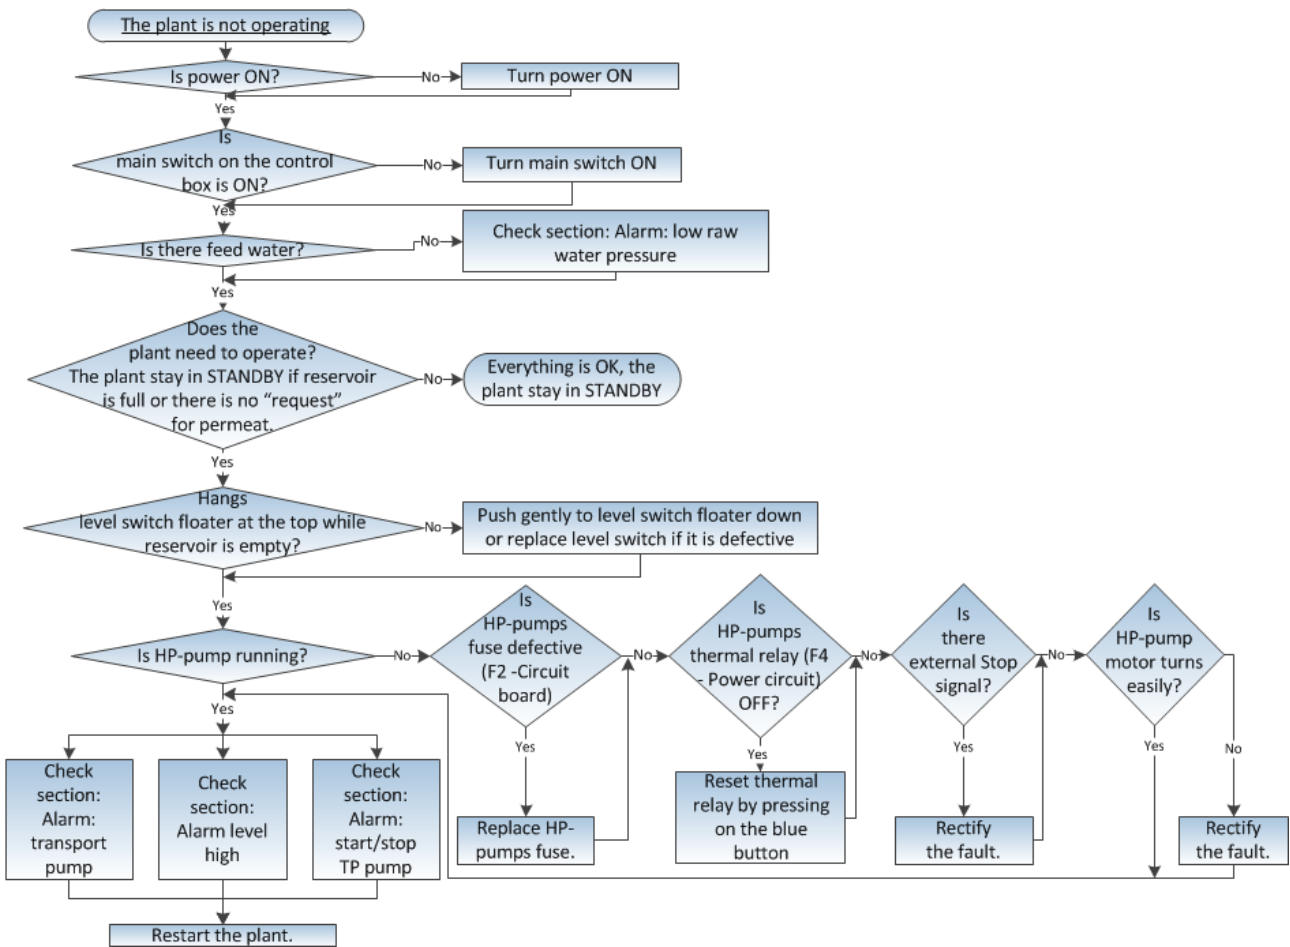 The plant is not operating
Is power ON?
No
Turn power ON
Yes
Is
main switch on the control
box is ON?
No
Turn main switch ON
Yes
Is there feed water?
No
Check section: Alarm: low raw
water pressure
Yes
Does the
plant need to operate?
The plant stay in STANDBY if reservoir
is full or there is no “request”
for permeat.
No
Everything is OK, the
plant stay in STANDBY
Yes
Hangs
level switch floater at the top while
reservoir is empty?
No
Push gently to level switch floater down
or replace level switch if it is defective
Yes
Is HP-pump running?
No
Is
HP-pumps
fuse defective
(F2 -Circuit
board)
No
Is
HP-pumps
thermal relay (F4
- Power circuit)
OFF?
No
Is
there
external Stop
signal?
No
Is
HP-pump
motor turns
easily?
Yes
Yes
Yes
Yes
Yes
No
Check
section:
Alarm:
transport
pump
Check
section:
Alarm level
high
Check
section:
Alarm:
start/stop
TP pump
Replace HP-
pumps fuse.
Reset thermal
relay by pressing
on the blue
button
Rectify
the fault.
Rectify
the fault.
Restart the plant.